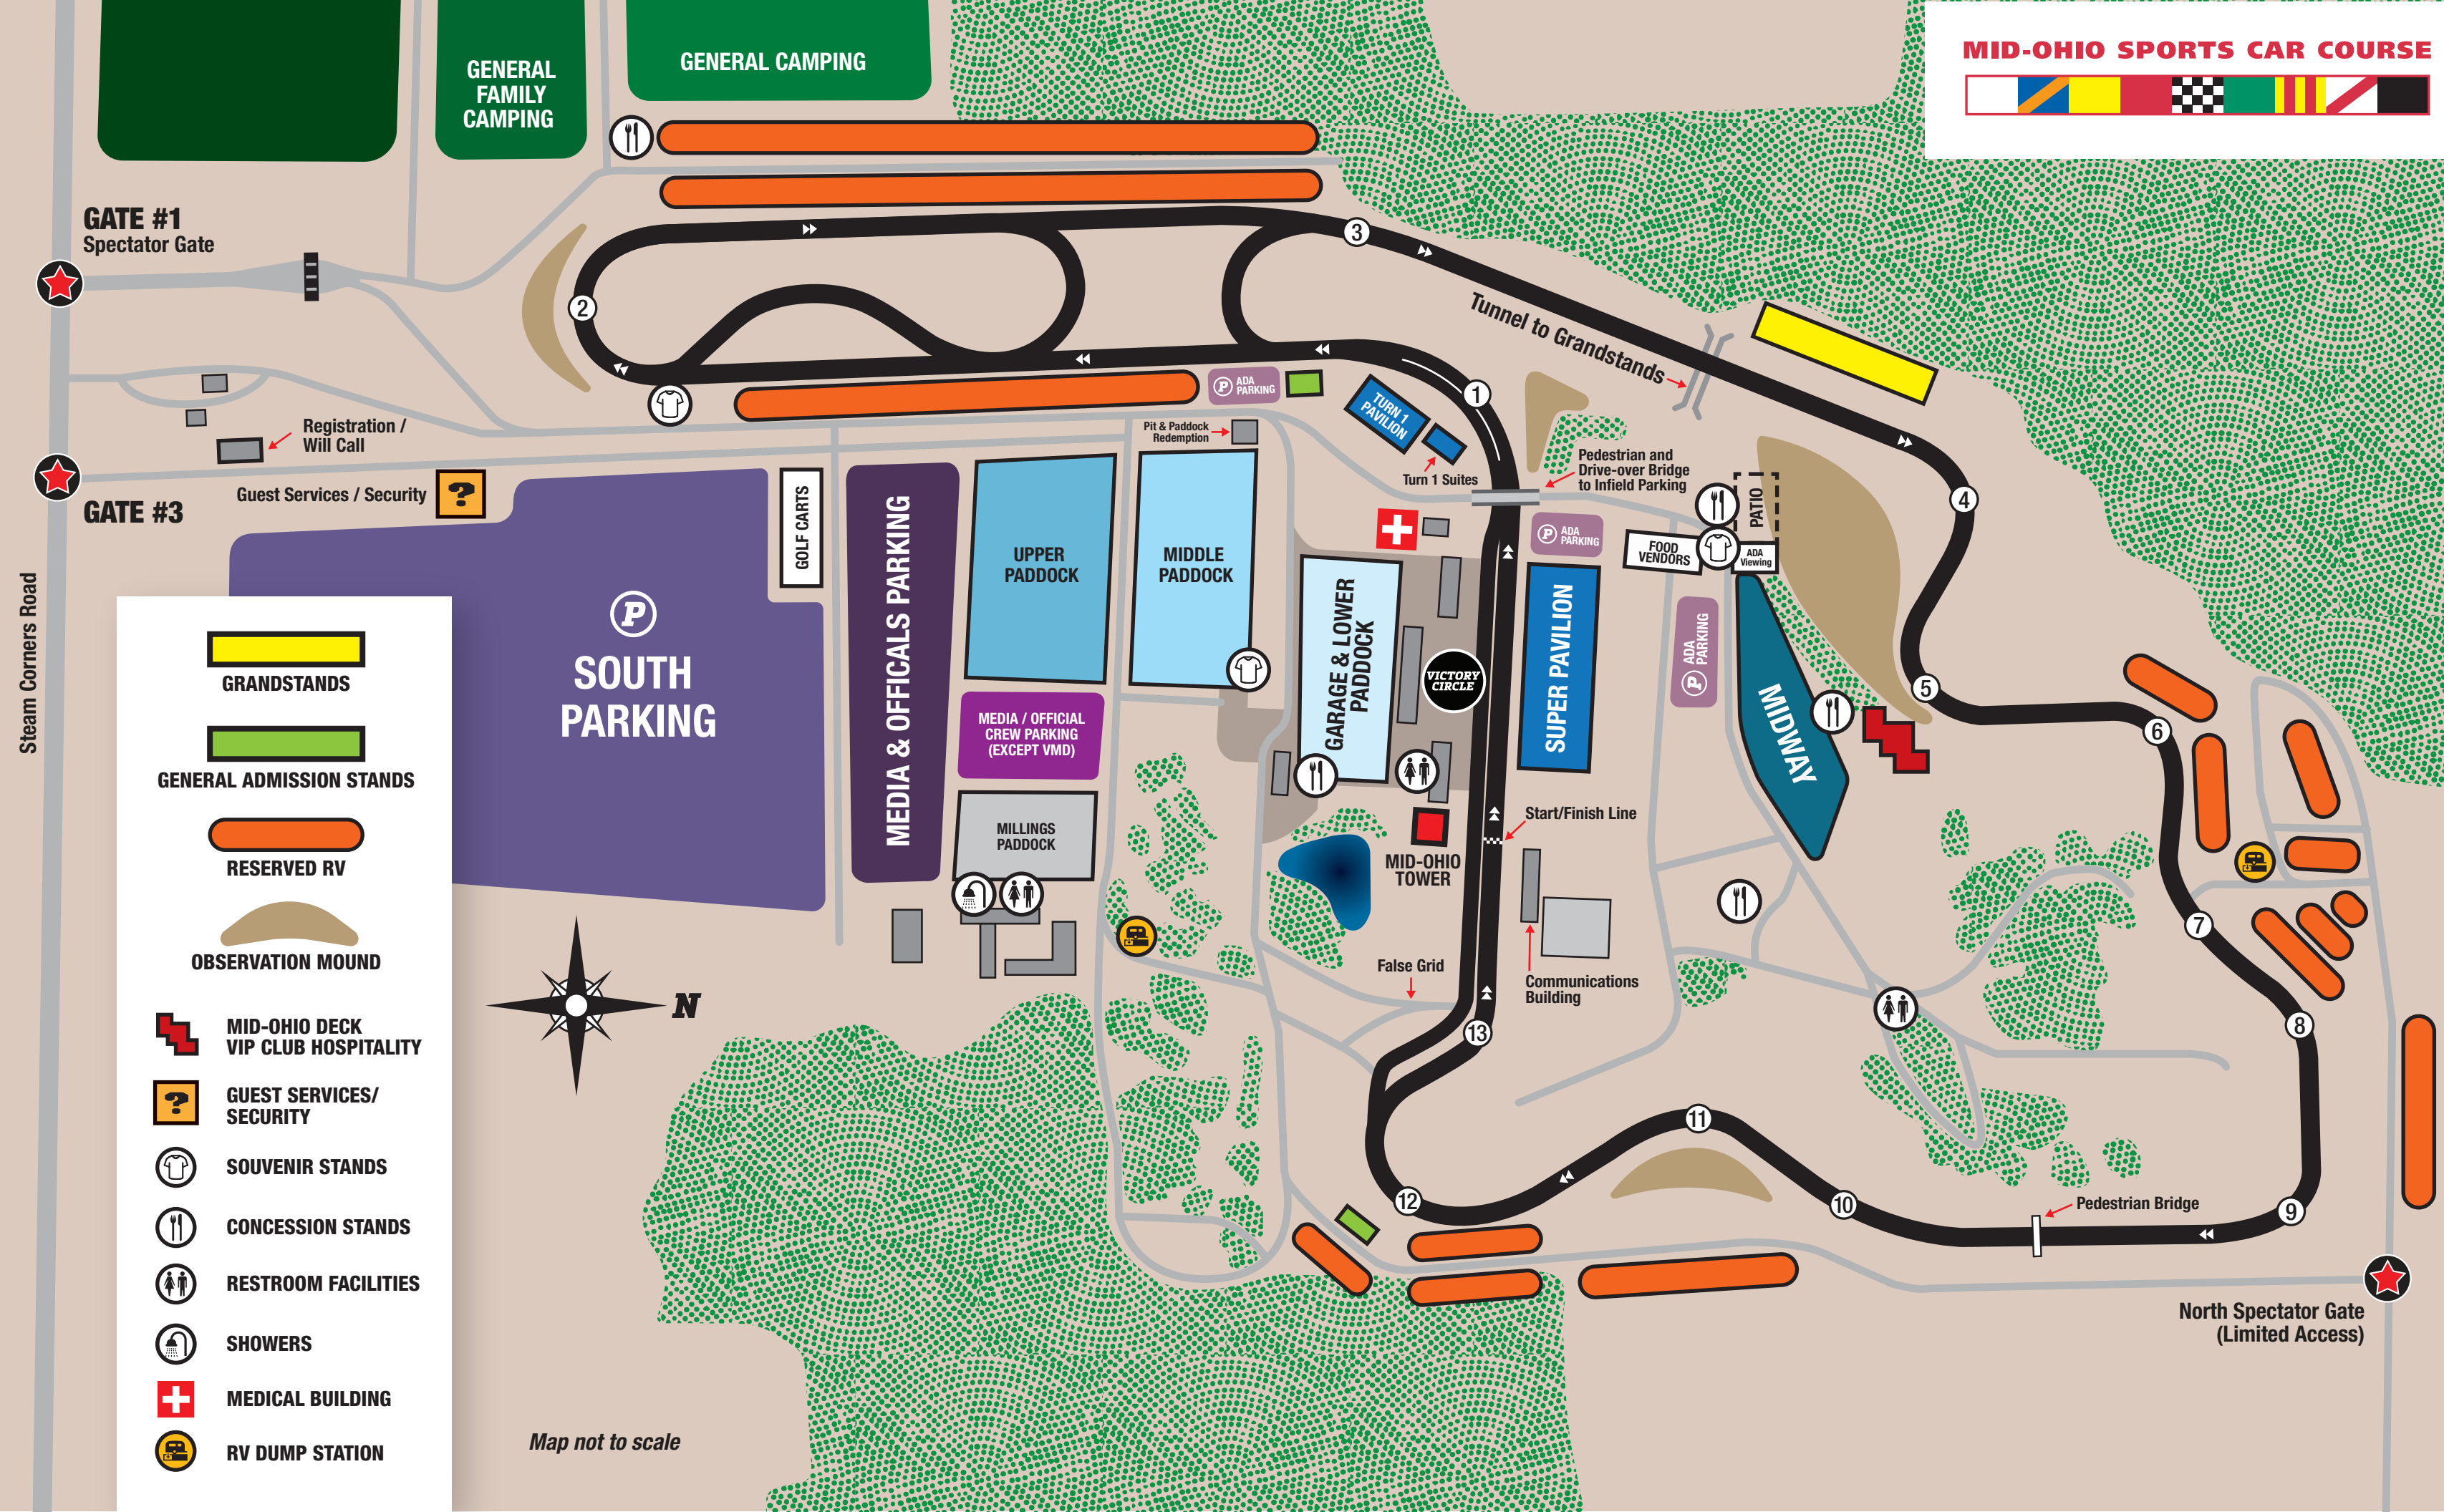 MID-OHIO SPORTS CAR COURSE
GENERAL
FAMILY
CAMPING
GENERAL CAMPING
GATE #1
Spectator Gate
3
2
Tunnel to Grandstands
1
ADA
PARKING
P
TURN 1
PAVILION
Turn 1 Suites
Pit & Paddock
Redemption
Registration /
Will Call
Guest Services / Security
?
GATE #3
Steam Corners Road
Pedestrian and
Drive-over Bridge
to Infield Parking
PATIO
4
P
ADA
PARKING
FOOD
VENDORS
ADA
Viewing
P
SOUTH
PARKING
GOLF CARTS
MEDIA & OFFICALS PARKING
UPPER
PADDOCK
MIDDLE
PADDOCK
GARAGE & LOWER
PADDOCK
VICTORY
CIRCLE
SUPER PAVILION
P
ADA
PARKING
MIDWAY
5
6
MEDIA / OFFICIAL
CREW PARKING
(EXCEPT VMD)
MILLINGS
PADDOCK
MID-OHIO
TOWER
Start/Finish Line
7
False Grid
Communications
Building
N
13
8
11
12
10
9
Pedestrian Bridge
North Spectator Gate
(Limited Access)
GRANDSTANDS
GENERAL ADMISSION STANDS
RESERVED RV
OBSERVATION MOUND
MID-OHIO DECK
VIP CLUB HOSPITALITY
?
GUEST SERVICES/
SECURITY
SOUVENIR STANDS
CONCESSION STANDS
RESTROOM FACILITIES
SHOWERS
MEDICAL BUILDING
RV DUMP STATION
Map not to scale